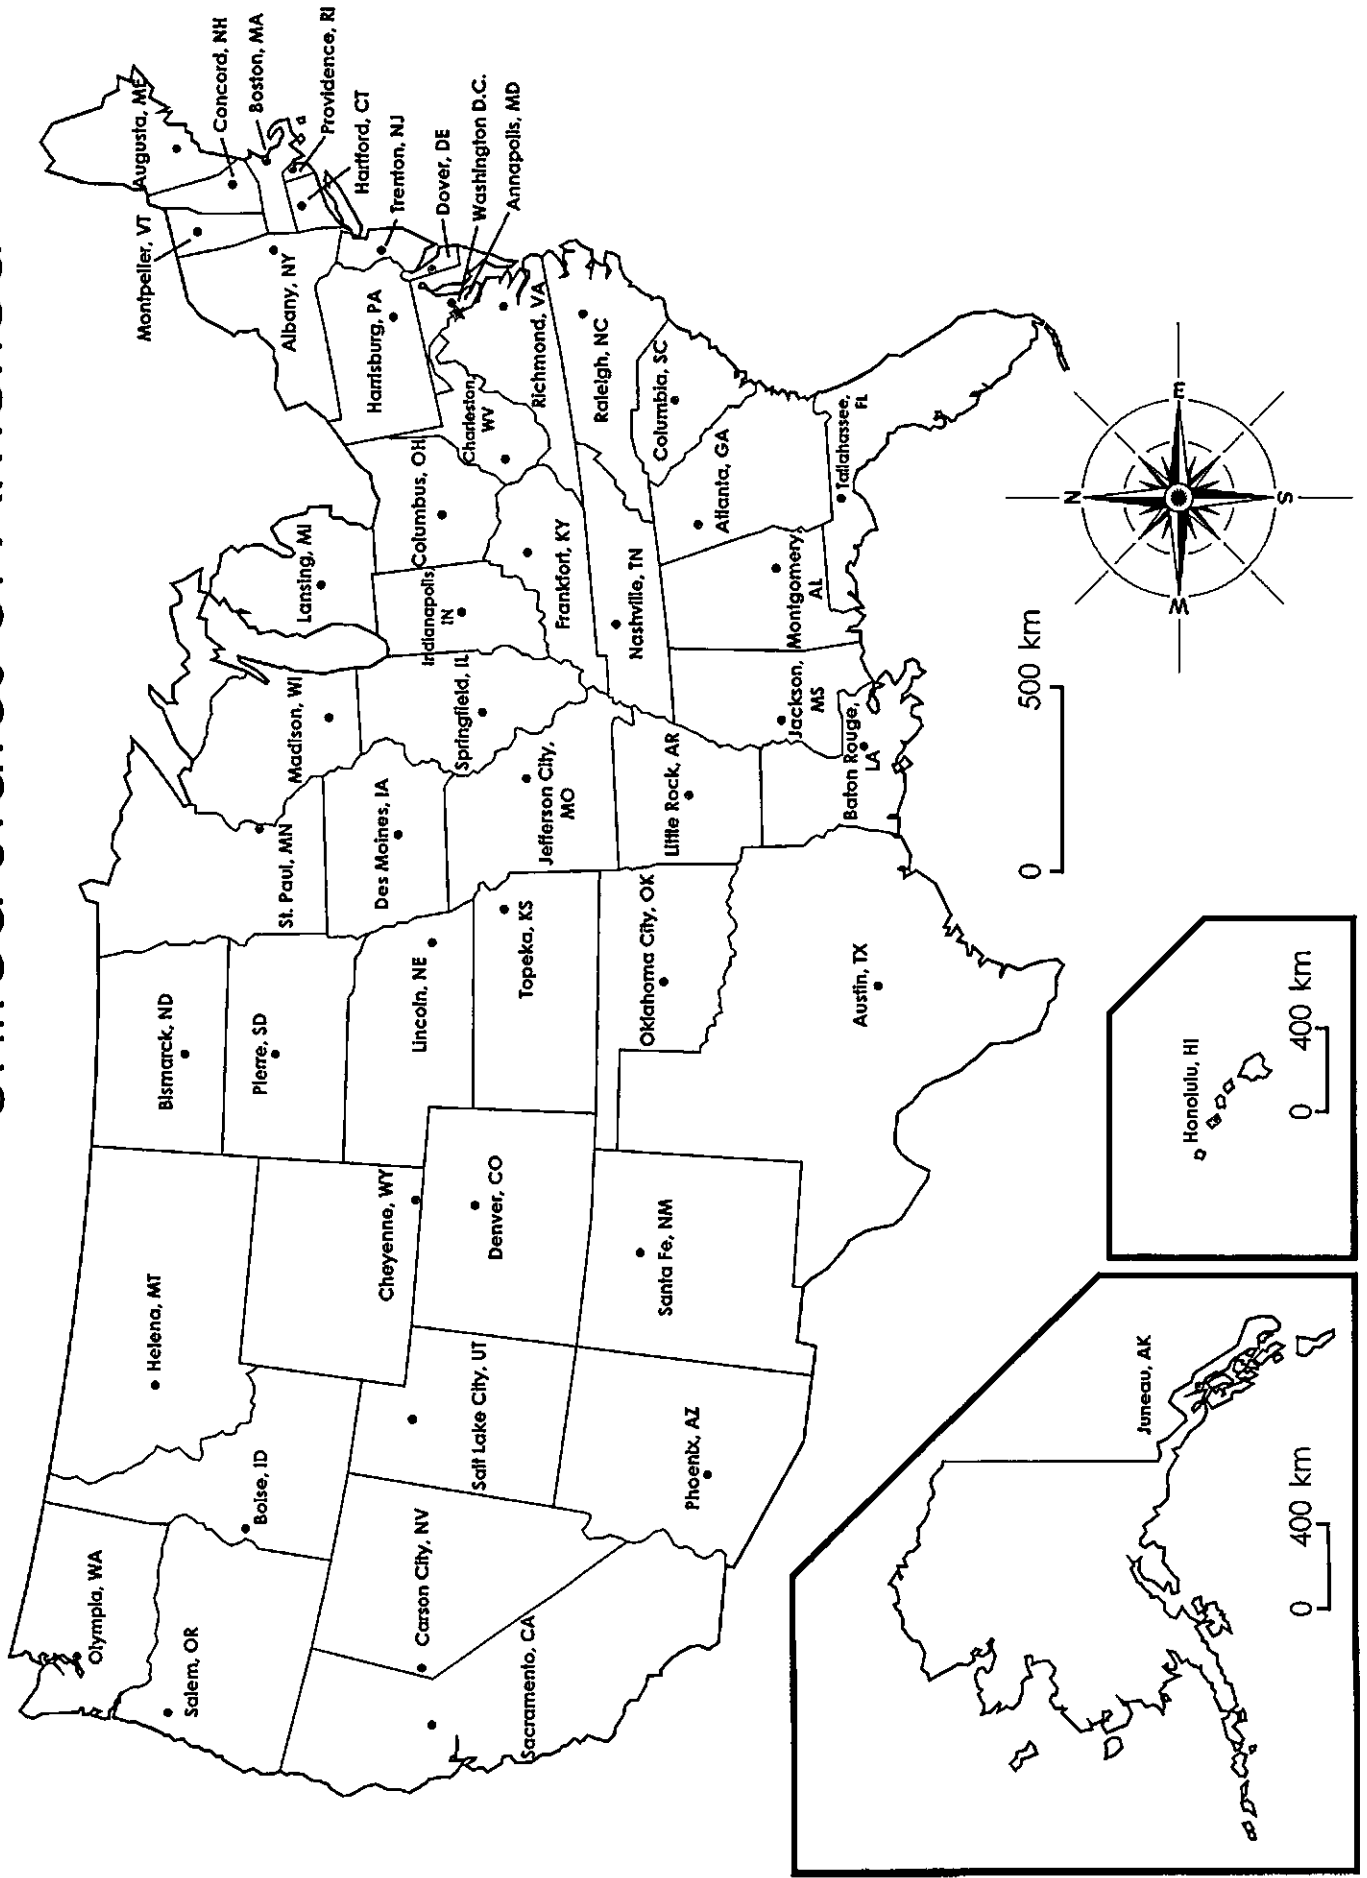 Olympia, WA
Salem, OR
Helena, MT
Boise, ID
Bismarck, ND
Pierre, SD
St. Paul, MN
Madison, WI
Lansing, MI
Montpelier, VT
Augusta, ME
Concord, NH
Boston, MA
Providence, RI
Hartford, CT
Albany, NY
Trenton, NJ
Harrisburg, PA
Dover, DE
Washington D.C.
Annapolis, MD
Sacramento, CA
Carson City, NV
Salt Lake City, UT
Cheyenne, WY
Denver, CO
Lincoln, NE
Topeka, KS
Des Moines, IA
Jefferson City,
MO
Springfield, IL
Indianapolis,
IN
Columbus, OH
Charleston,
WV
Richmond, VA
Frankfort, KY
Nashville, TN
Raleigh, NC
Columbia, SC
Atlanta, GA
Phoenix, AZ
Santa Fe, NM
Oklahoma City, OK
Little Rock, AR
Austin, TX
Baton Rouge,
LA
Jackson,
MS
Montgomery,
AL
Tallahassee,
FL
0 500 km
N
E
S
W
Juneau, AK
0 400 km
Honolulu, HI
0 400 km